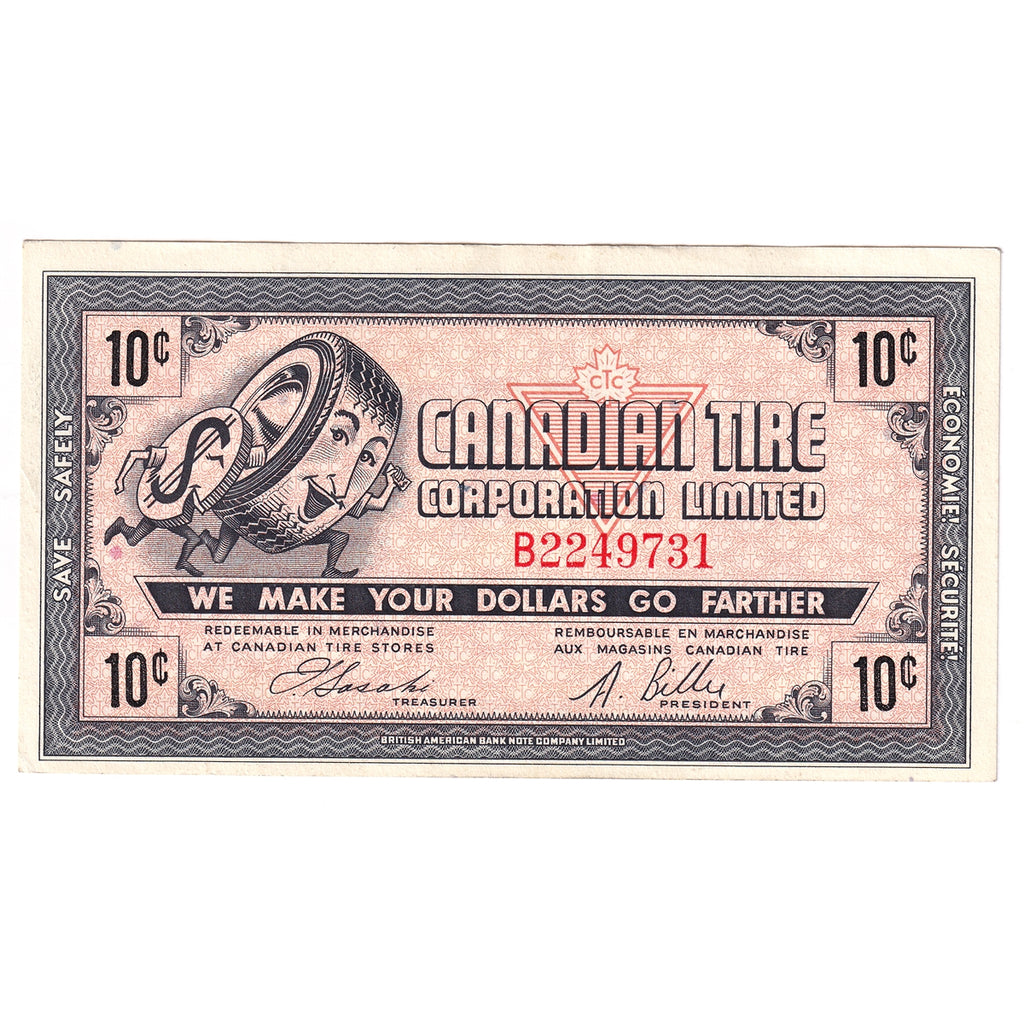 10¢
10¢
SAVE SAFELY
ECONOMIE! SÉCURITÉ!
$
CTC
CANADIAN TIRE
CORPORATION LIMITED
B2249731
WE MAKE YOUR DOLLARS GO FARTHER
REDEEMABLE IN MERCHANDISE
AT CANADIAN TIRE STORES
REMBOURSABLE EN MARCHANDISE
AUX MAGASINS CANADIAN TIRE
TREASURER
A. Billes
PRESIDENT
10¢
10¢
BRITISH AMERICAN BANK NOTE COMPANY LIMITED